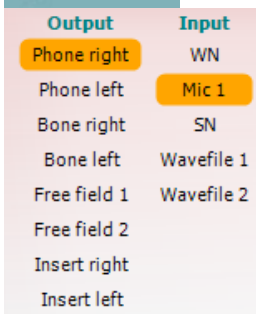 Output Input
Phone right WN
Phone left Mic 1
Bone right SN
Bone left Wavefile 1
Free field 1 Wavefile 2
Free field 2
Insert right
Insert left